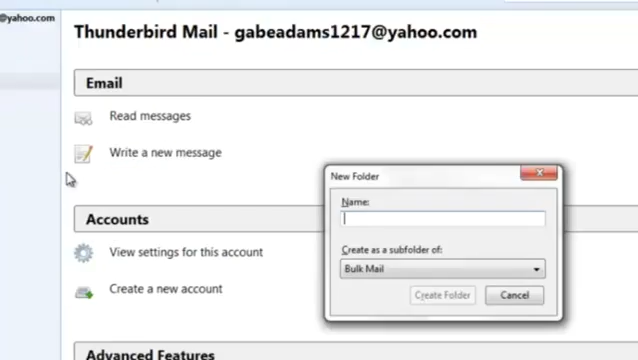 @yahoo.com
Thunderbird Mail - gabeadams1217@yahoo.com
Email
Read messages
Write a new message
New Folder
Name:
Create as a subfolder of:
Bulk Mail
Create Folder
Cancel
Accounts
View settings for this account
Create a new account
Advanced Features